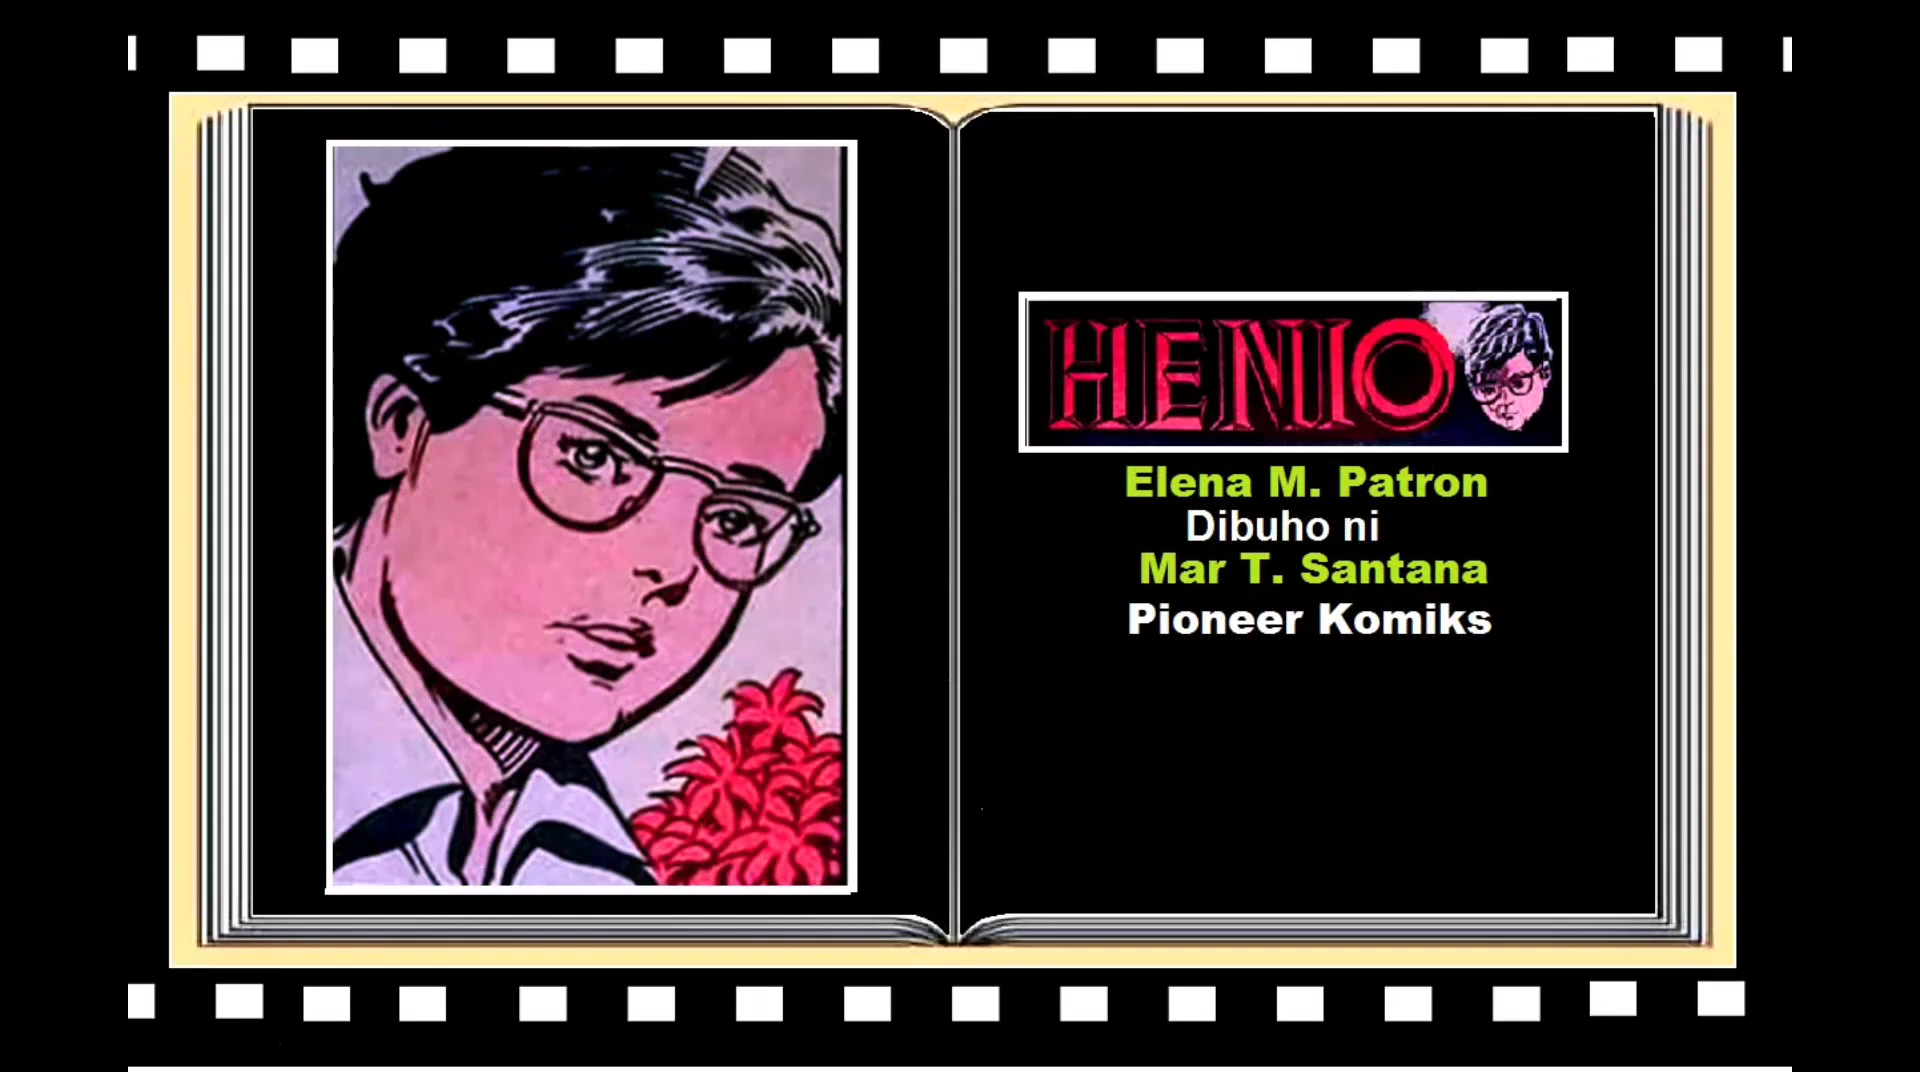 HENIO
Elena M. Patron
Dibuho ni
Mar T. Santana
Pioneer Komiks